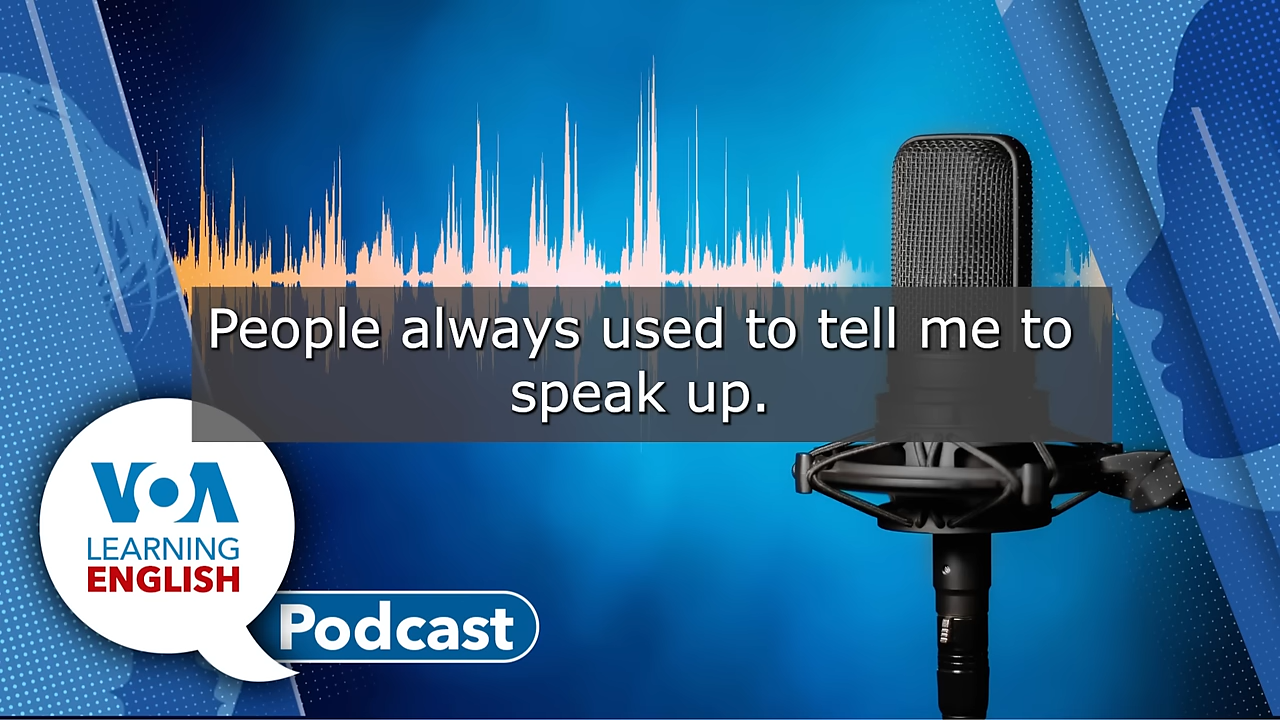 People always used to tell me to
speak up.
VOA
LEARNING
ENGLISH
Podcast